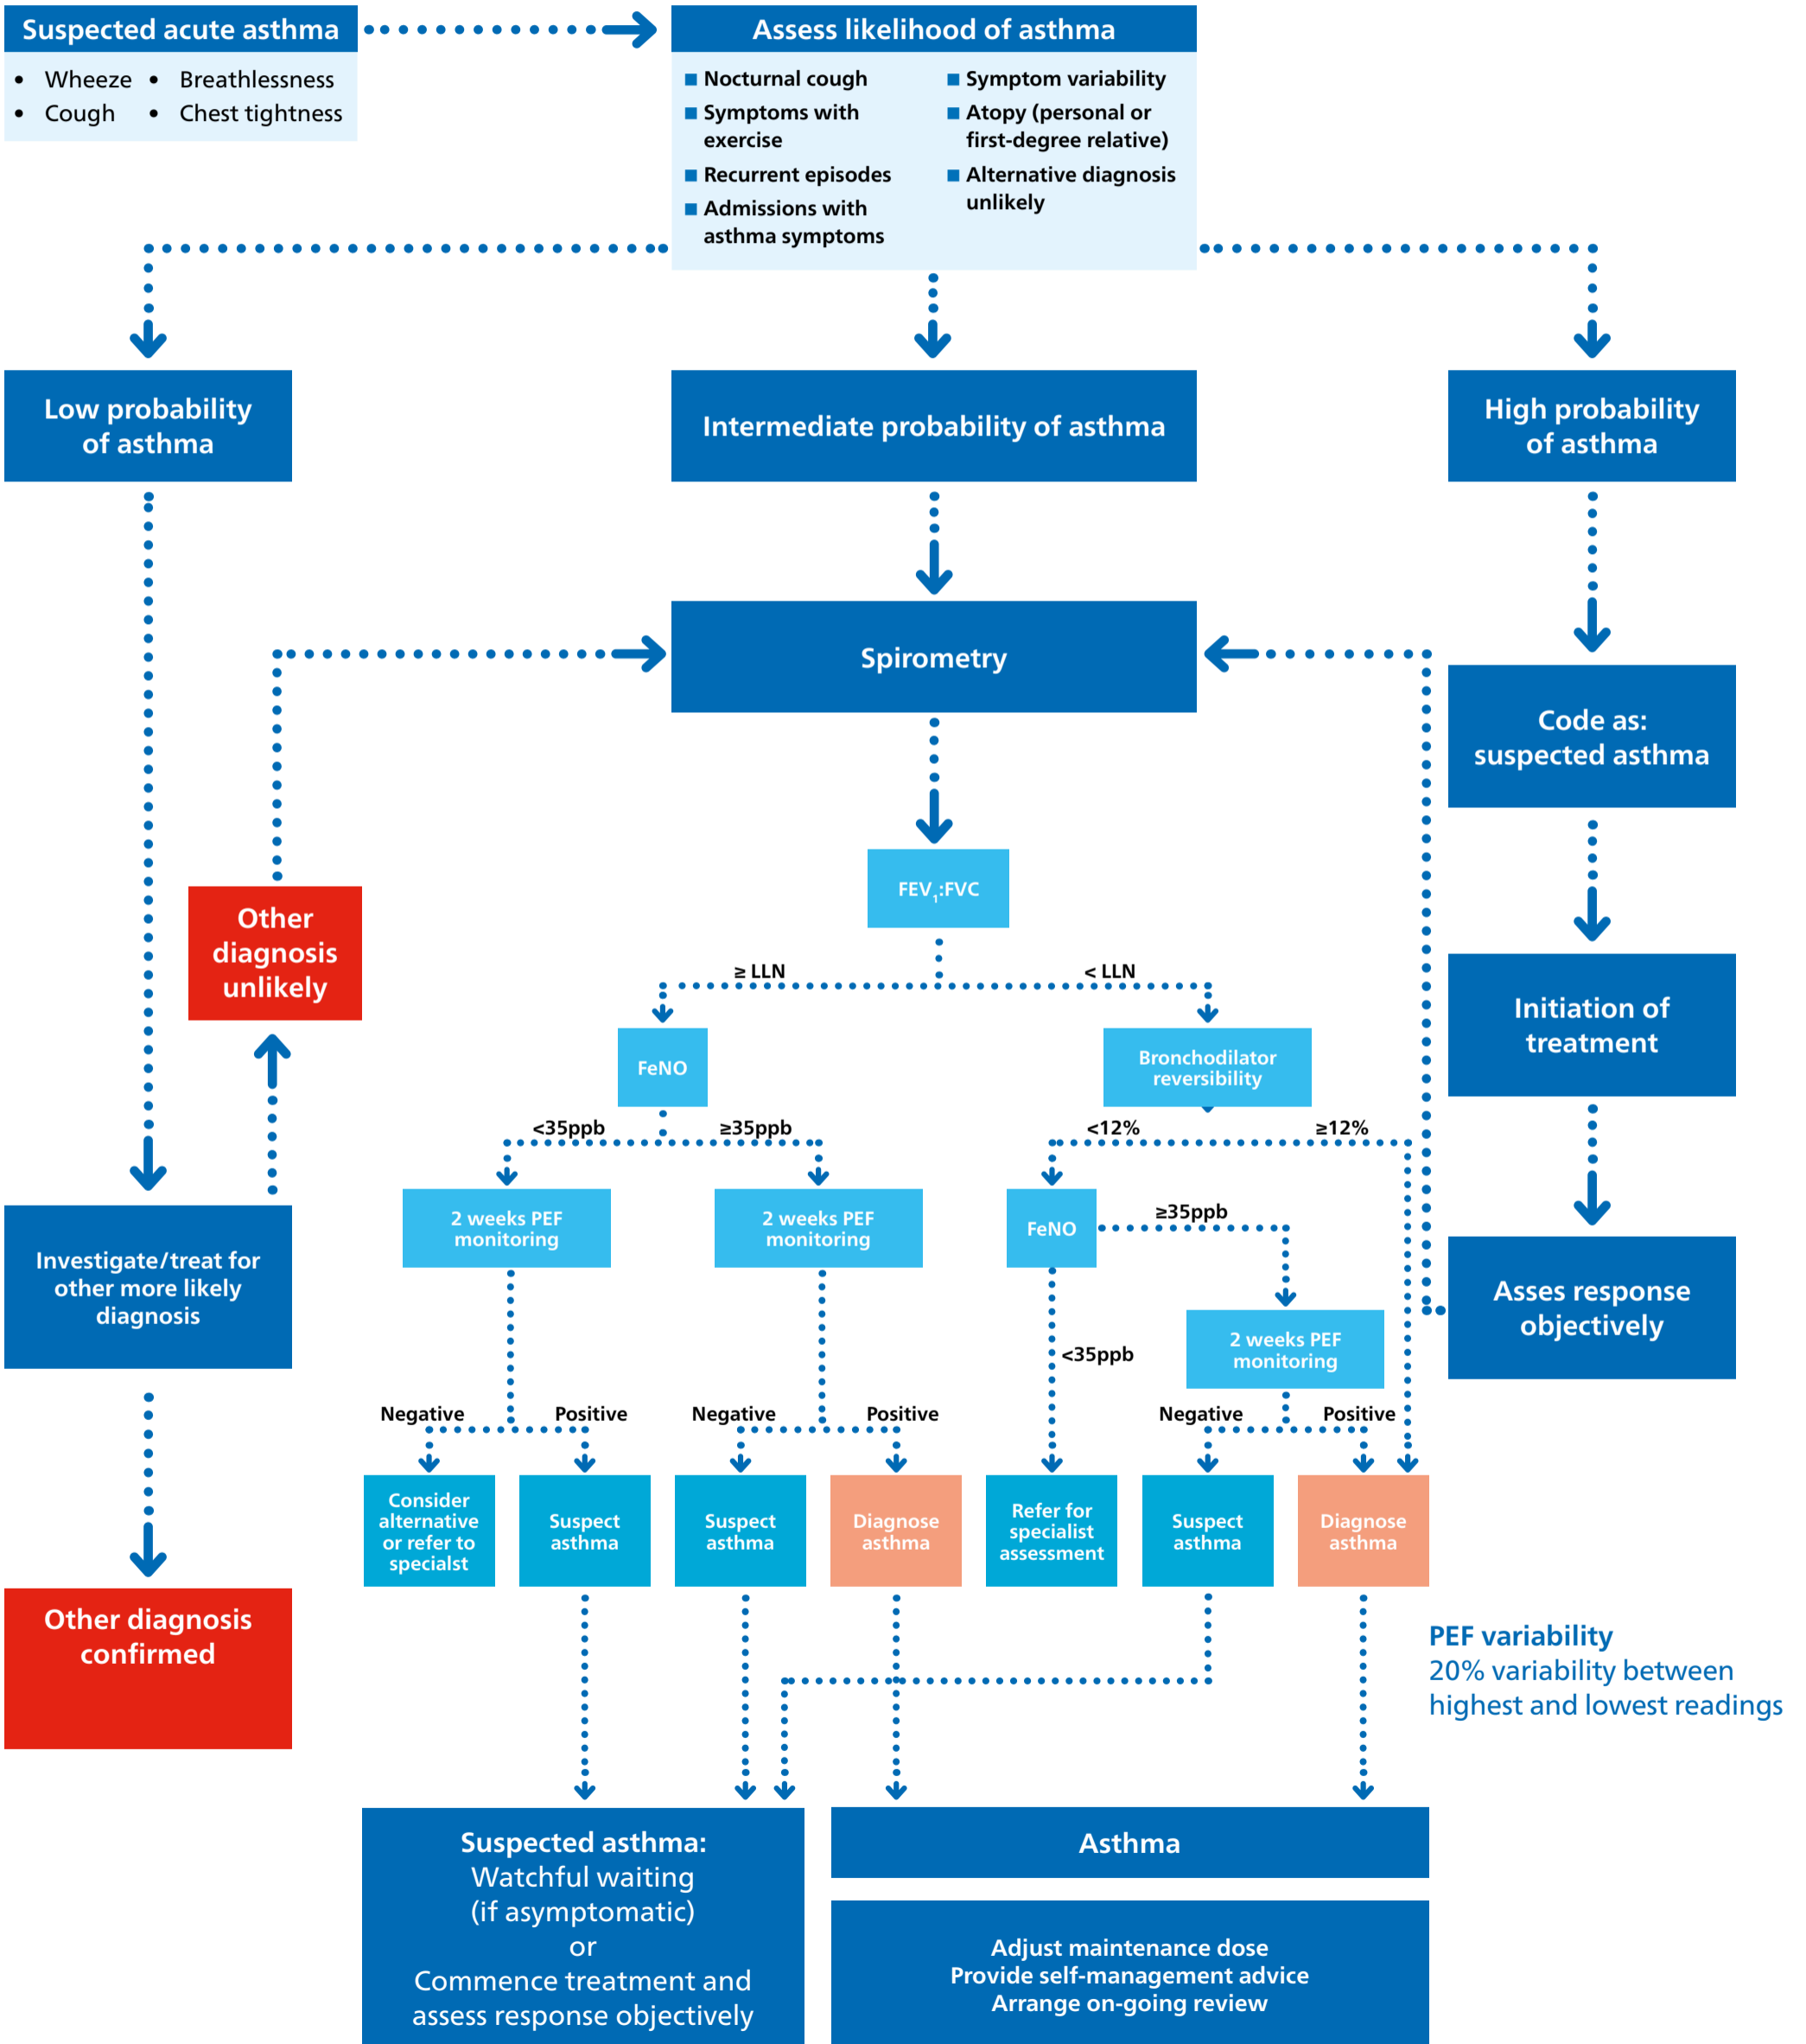 Suspected acute asthma
• Wheeze • Breathlessness
• Cough • Chest tightness
Assess likelihood of asthma
Nocturnal cough
Symptoms with
exercise
Recurrent episodes
Admissions with
asthma symptoms
Symptom variability
Atopy (personal or
first-degree relative)
Alternative diagnosis
unlikely
Low probability
of asthma
Intermediate probability of asthma
High probability
of asthma
Spirometry
Code as:
suspected asthma
FEV₁:FVC
Other
diagnosis
unlikely
≥ LLN
< LLN
Initiation of
treatment
FeNO
Bronchodilator
reversibility
<35ppb
≥35ppb
<12%
≥12%
2 weeks PEF
monitoring
2 weeks PEF
monitoring
FeNO
≥35ppb
Investigate/treat for
other more likely
diagnosis
Asses response
objectively
2 weeks PEF
monitoring
<35ppb
Negative
Positive
Negative
Positive
Negative
Positive
Consider
alternative
or refer to
specialst
Suspect
asthma
Suspect
asthma
Diagnose
asthma
Refer for
specialist
assessment
Suspect
asthma
Diagnose
asthma
Other diagnosis
confirmed
PEF variability
20% variability between
highest and lowest readings
Suspected asthma:
Watchful waiting
(if asymptomatic)
or
Commence treatment and
assess response objectively
Asthma
Adjust maintenance dose
Provide self-management advice
Arrange on-going review